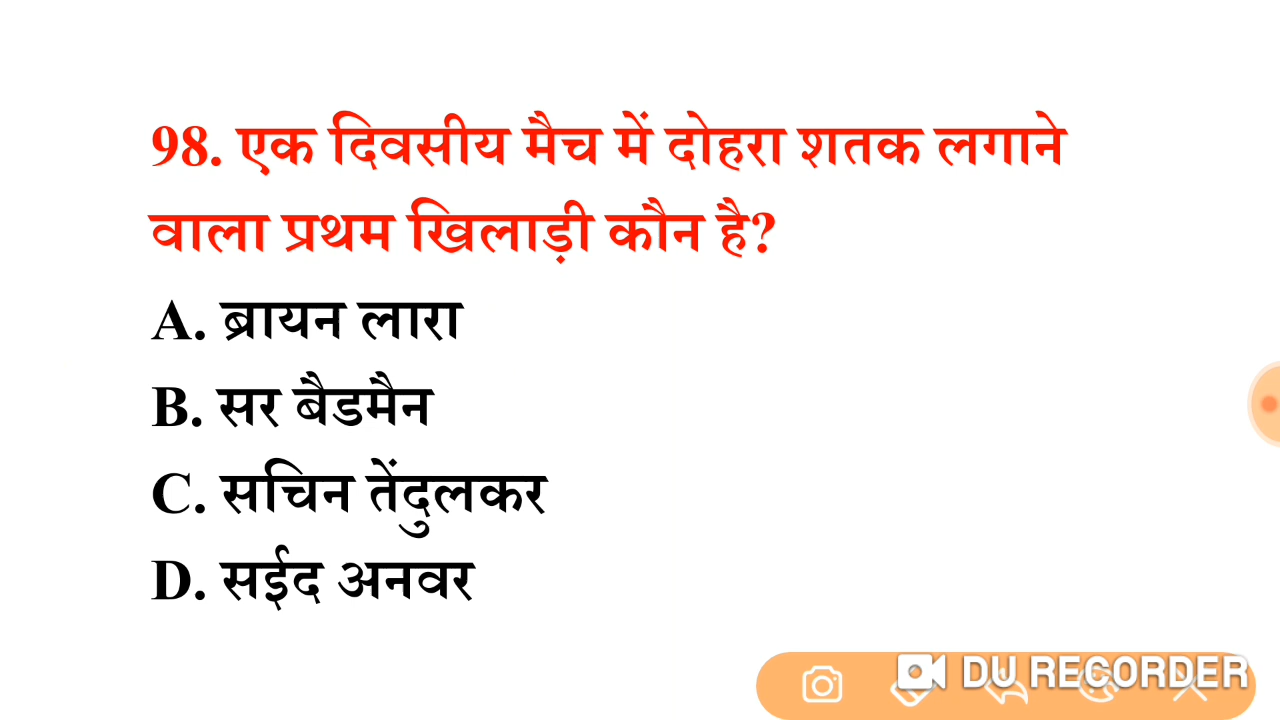 98. एक दिवसीय मैच में दोहरा शतक लगाने
वाला प्रथम खिलाड़ी कौन है?
A. ब्रायन लारा
B. सर बैडमैन
C. सचिन तेंदुलकर
D. सईद अनवर
DU RECORDER